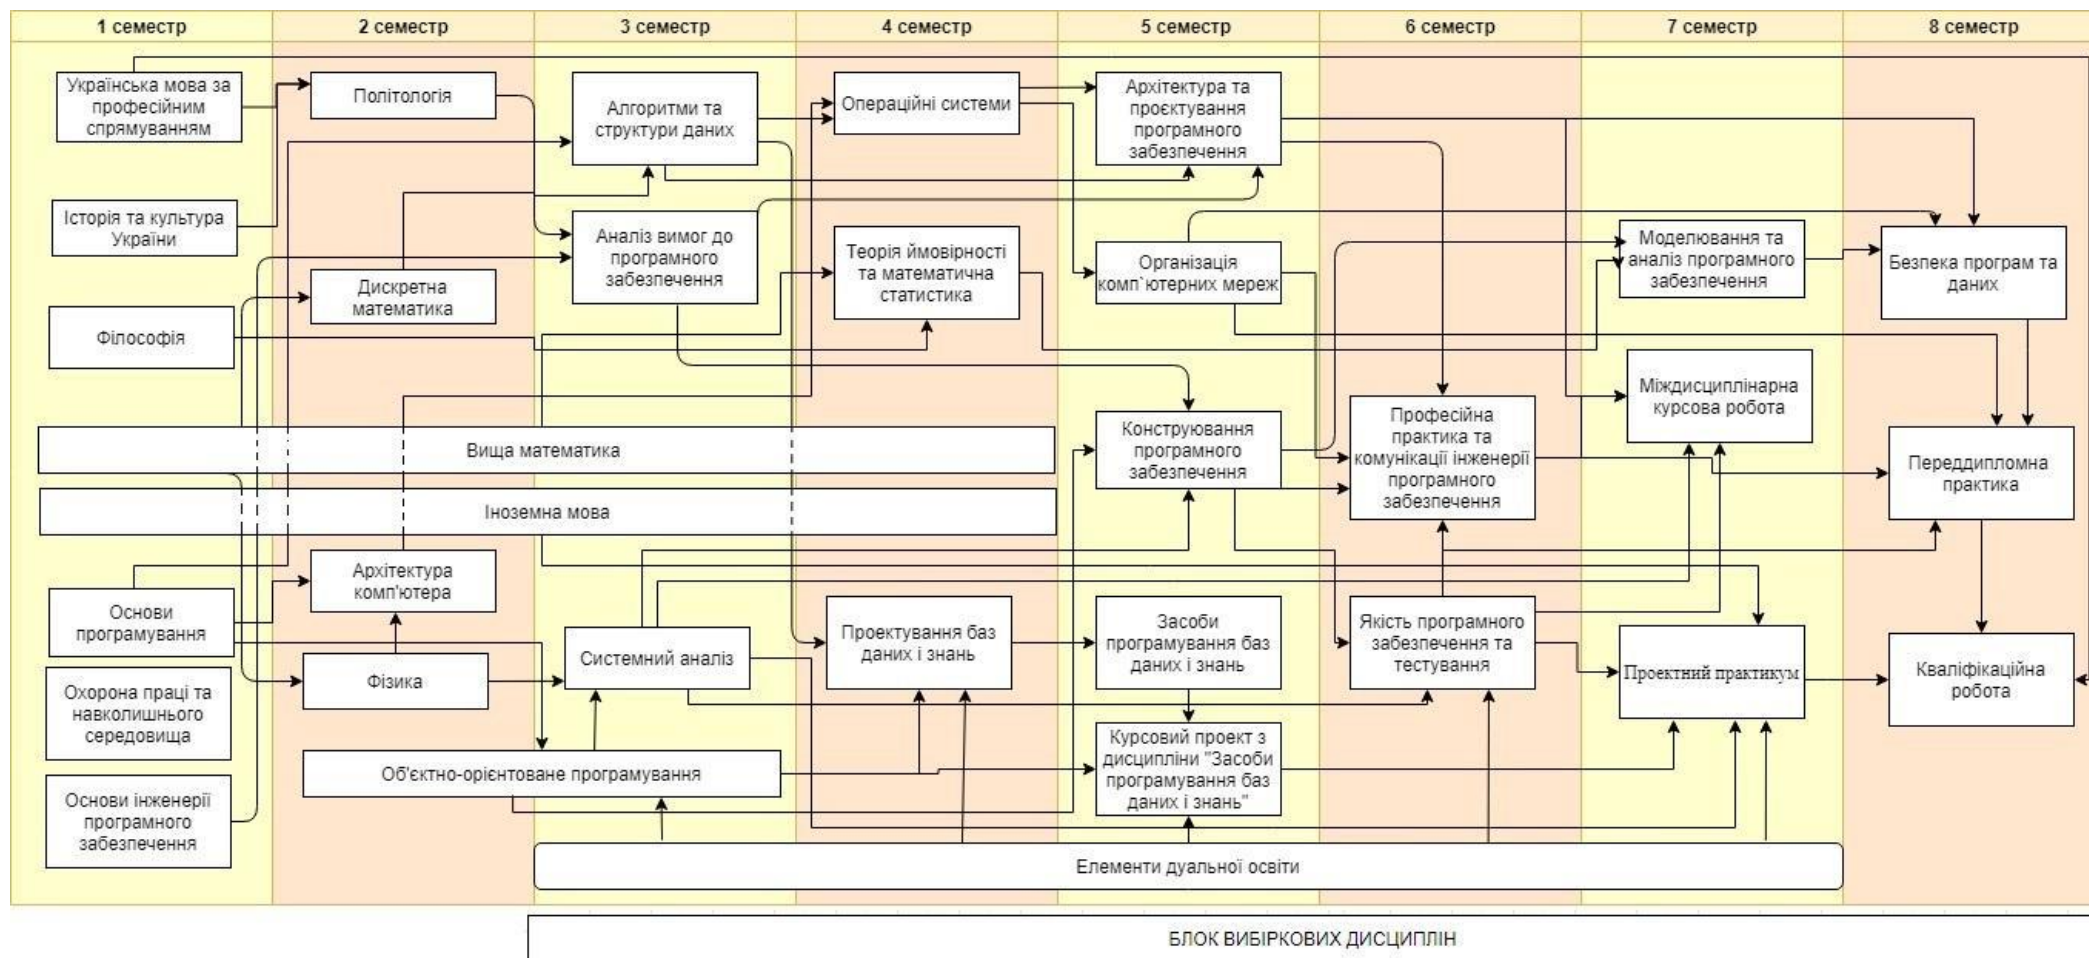 1 семестр
2 семестр
3 семестр
4 семестр
5 семестр
6 семестр
7 семестр
8 семестр
Українська мова за
професійним
спрямуванням
Історія та культура
України
Філософія
Вища математика
Іноземна мова
Основи
програмування
Охорона праці та
навколишнього
середовища
Основи інженерії
програмного
забезпечення
Політологія
Дискретна
математика
Архітектура
комп'ютера
Фізика
Об'єктно-орієнтоване програмування
Алгоритми та
структури даних
Аналіз вимог до
програмного
забезпечення
Системний аналіз
Операційні системи
Теорія ймовірності
та математична
статистика
Проектування баз
даних і знань
Архітектура та
проєктування
програмного
забезпечення
Організація
комп`ютерних мереж
Конструювання
програмного
забезпечення
Засоби
програмування баз
даних і знань
Курсовий проект з
дисципліни "Засоби
програмування баз
даних і знань"
Професійна
практика та
комунікації інженерії
програмного
забезпечення
Якість програмного
забезпечення та
тестування
Моделювання та
аналіз програмного
забезпечення
Міждисциплінарна
курсова робота
Проектний практикум
Безпека програм та
даних
Переддипломна
практика
Кваліфікаційна
робота
Елементи дуальної освіти
БЛОК ВИБІРКОВИХ ДИСЦИПЛІН